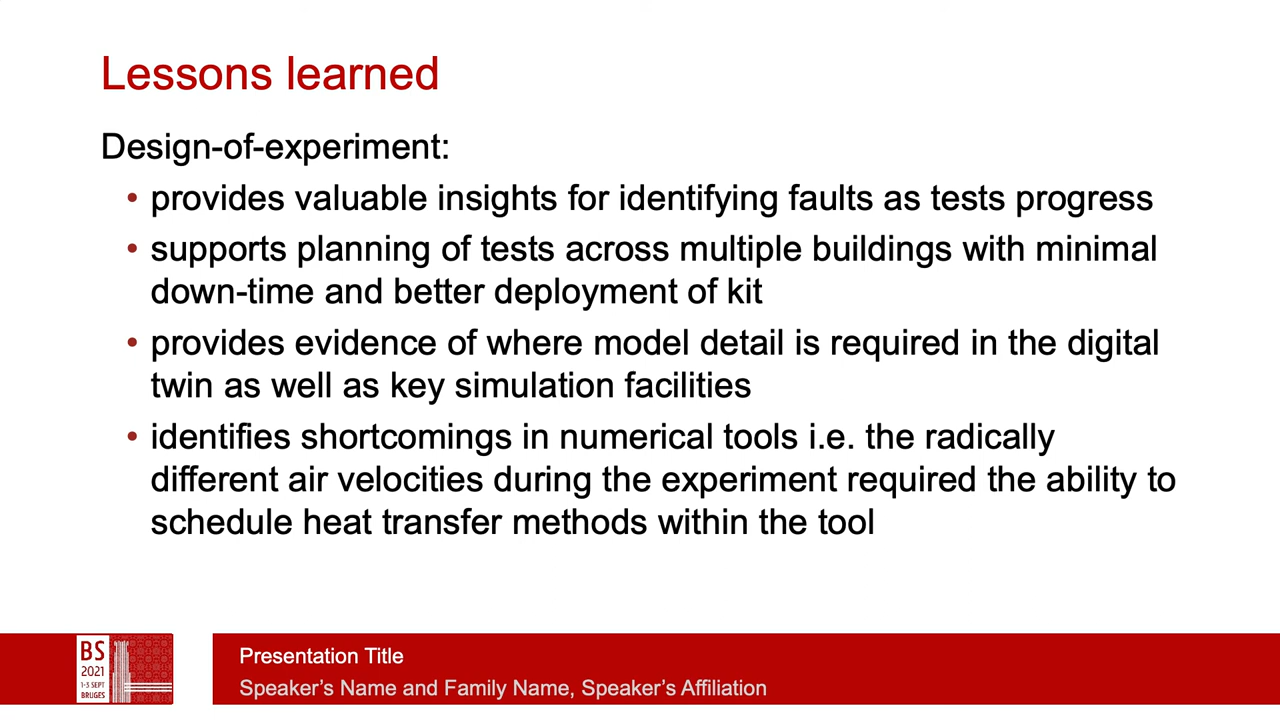 Lessons learned
Design-of-experiment:
• provides valuable insights for identifying faults as tests progress
• supports planning of tests across multiple buildings with minimal
down-time and better deployment of kit
• provides evidence of where model detail is required in the digital
twin as well as key simulation facilities
• identifies shortcomings in numerical tools i.e. the radically
different air velocities during the experiment required the ability to
schedule heat transfer methods within the tool
BS
2021
1-3 SEPT
BRUGES
Presentation Title
Speaker's Name and Family Name, Speaker's Affiliation